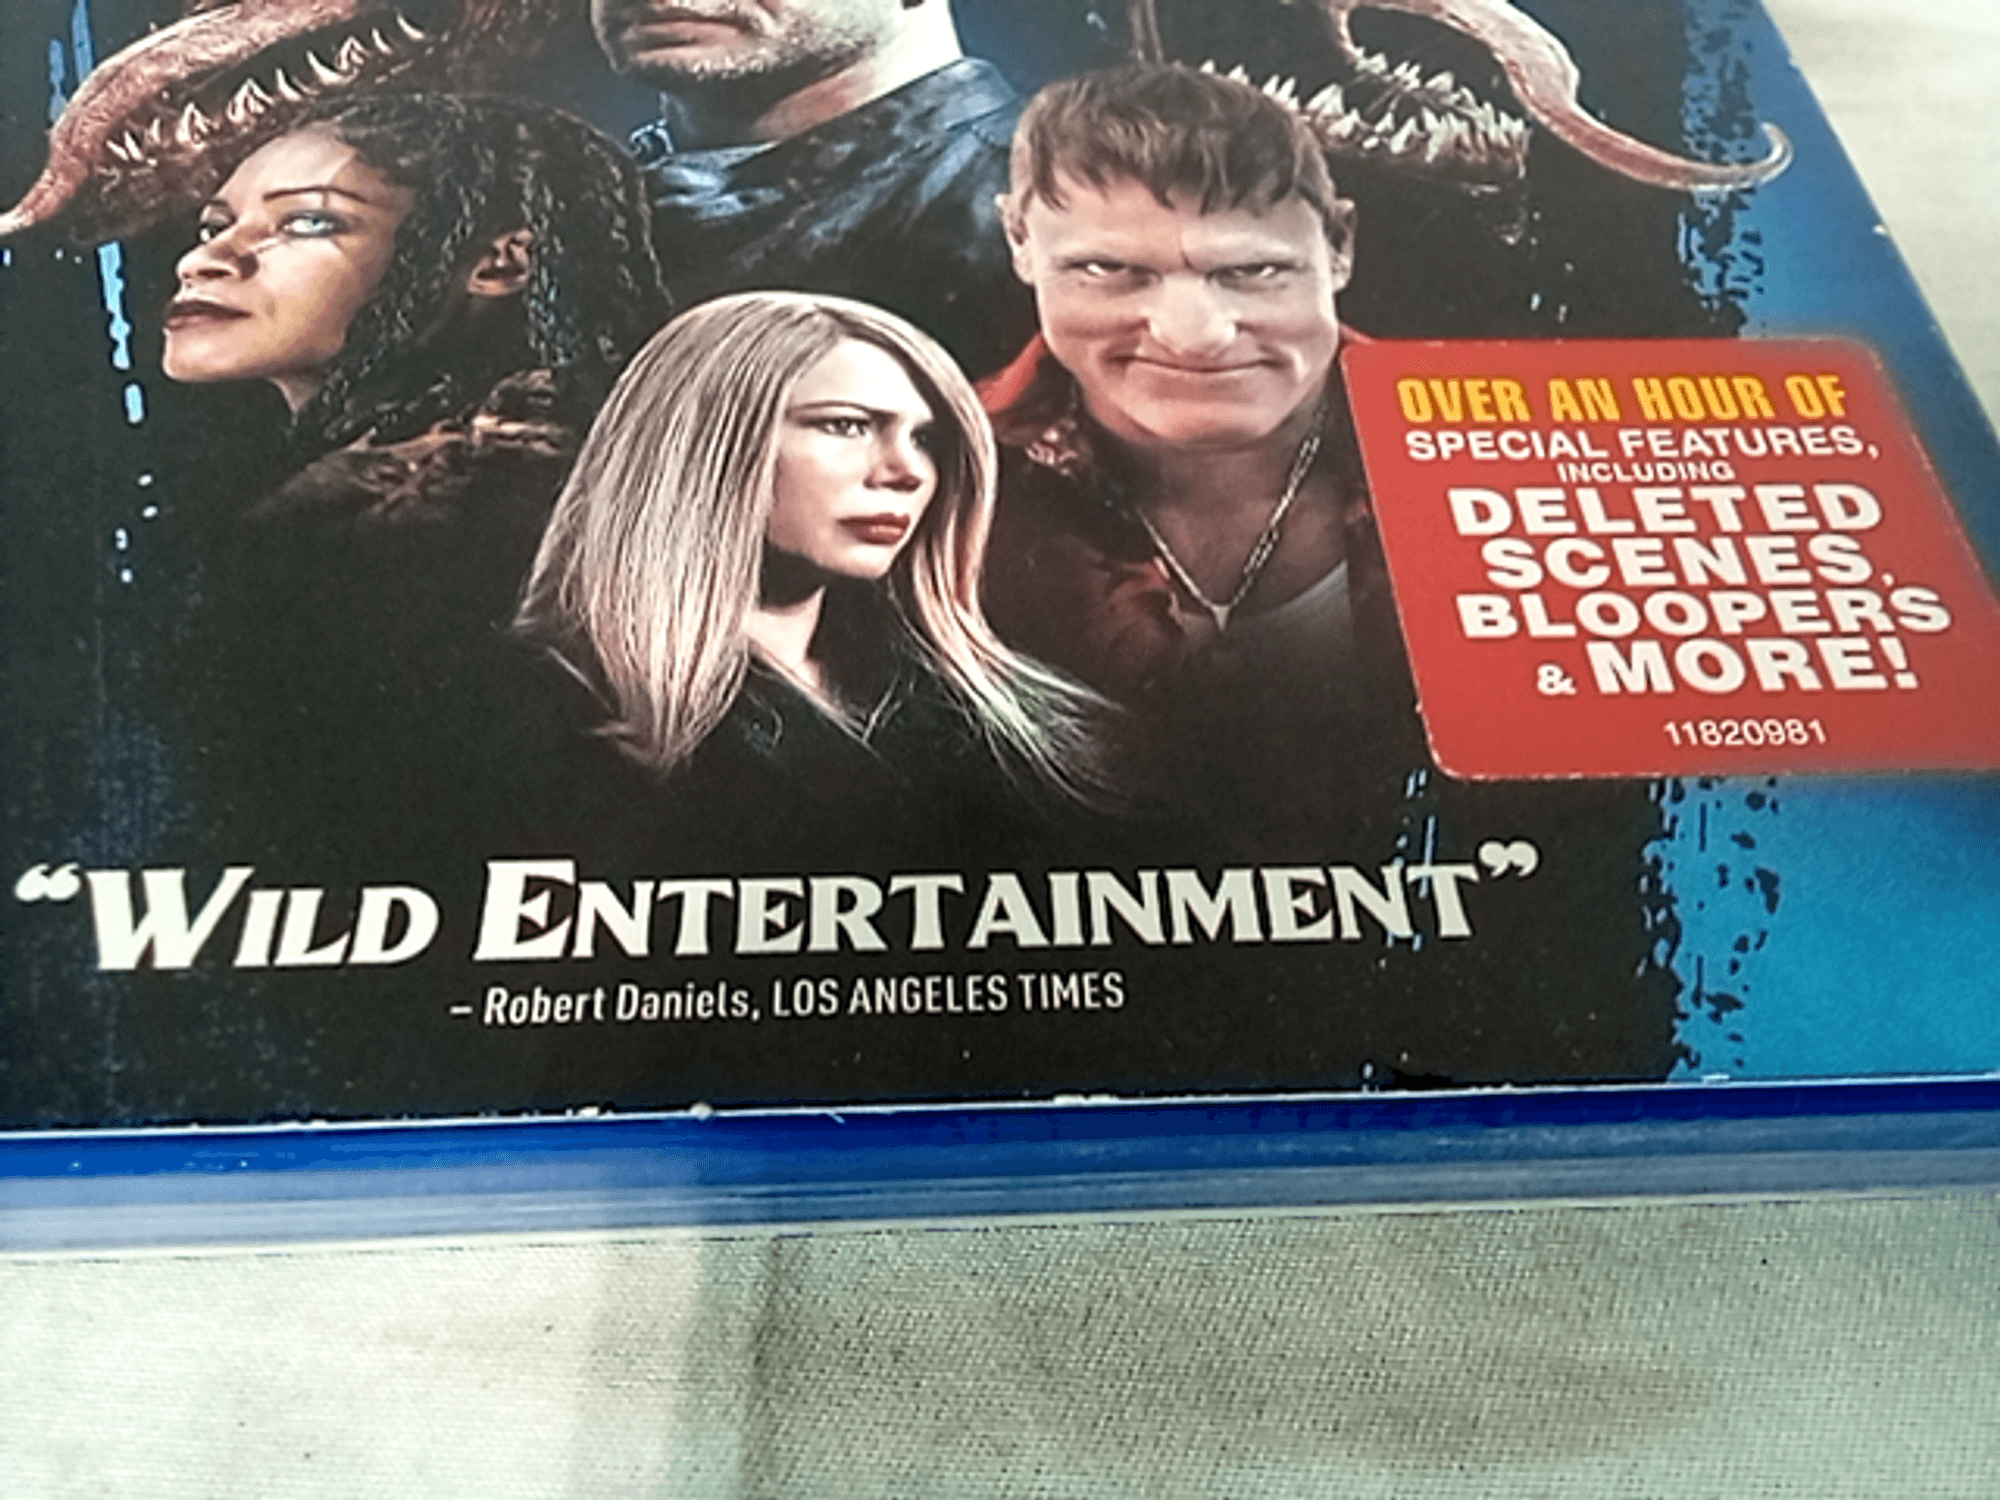 OVER AN HOUR OF
SPECIAL FEATURES,
INCLUDING
DELETED
SCENES,
BLOOPERS
& MORE!
11820981
“WILD ENTERTAINMENT”
– Robert Daniels, LOS ANGELES TIMES